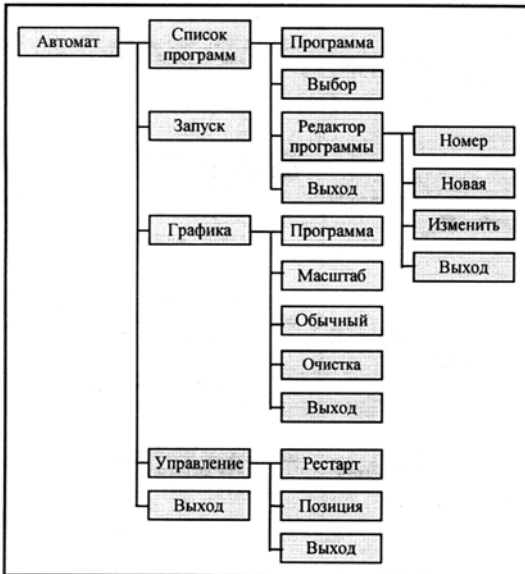 Автомат
Список
программ
Программа
Выбор
Редактор
программы
Номер
Новая
Изменить
Выход
Выход
Запуск
Графика
Программа
Масштаб
Обычный
Очистка
Выход
Управление
Рестарт
Позиция
Выход
Выход